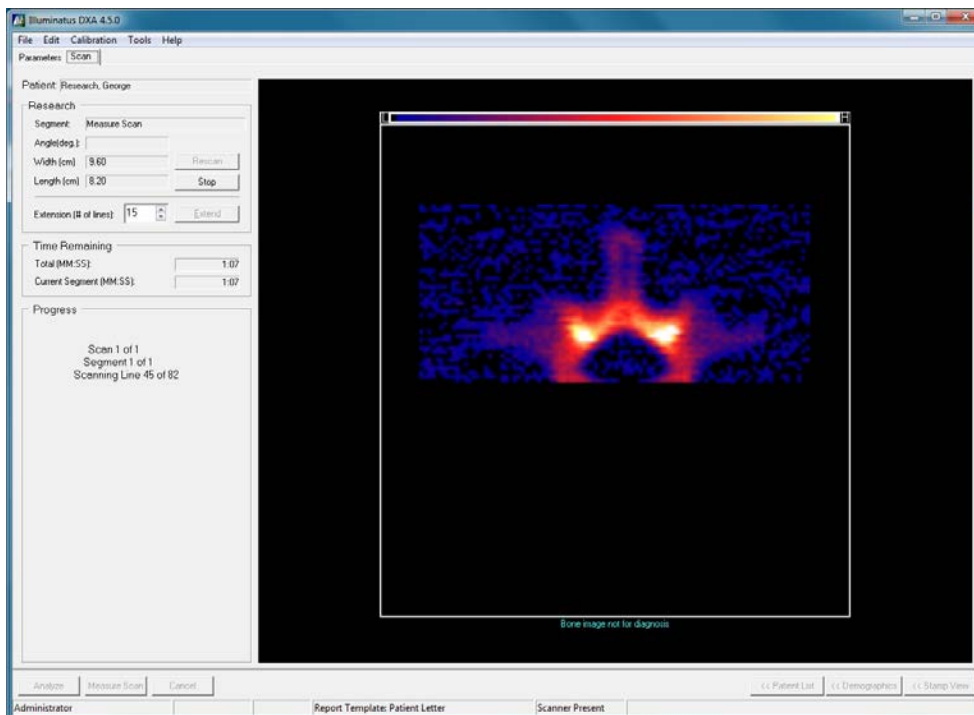 Illuminatus DXA 4.5.0
File Edit Calibration Tools Help
Parameters Scan
Patient: Research, George
Research
Segment: Measure Scan
Angle(deg.):
Width (cm) 9.60 Rescan
Length (cm) 8.20 Stop
Extension (# of lines): 15 Extend
Time Remaining
Total (MM:SS): 1:07
Current Segment (MM:SS): 1:07
Progress
Scan 1 of 1
Segment 1 of 1
Scanning Line 45 of 82
L H
Bone image not for diagnosis
Analyze Measure Scan Cancel << Patient List << Demographics << Stamp View
Administrator Report Template: Patient Letter Scanner Present